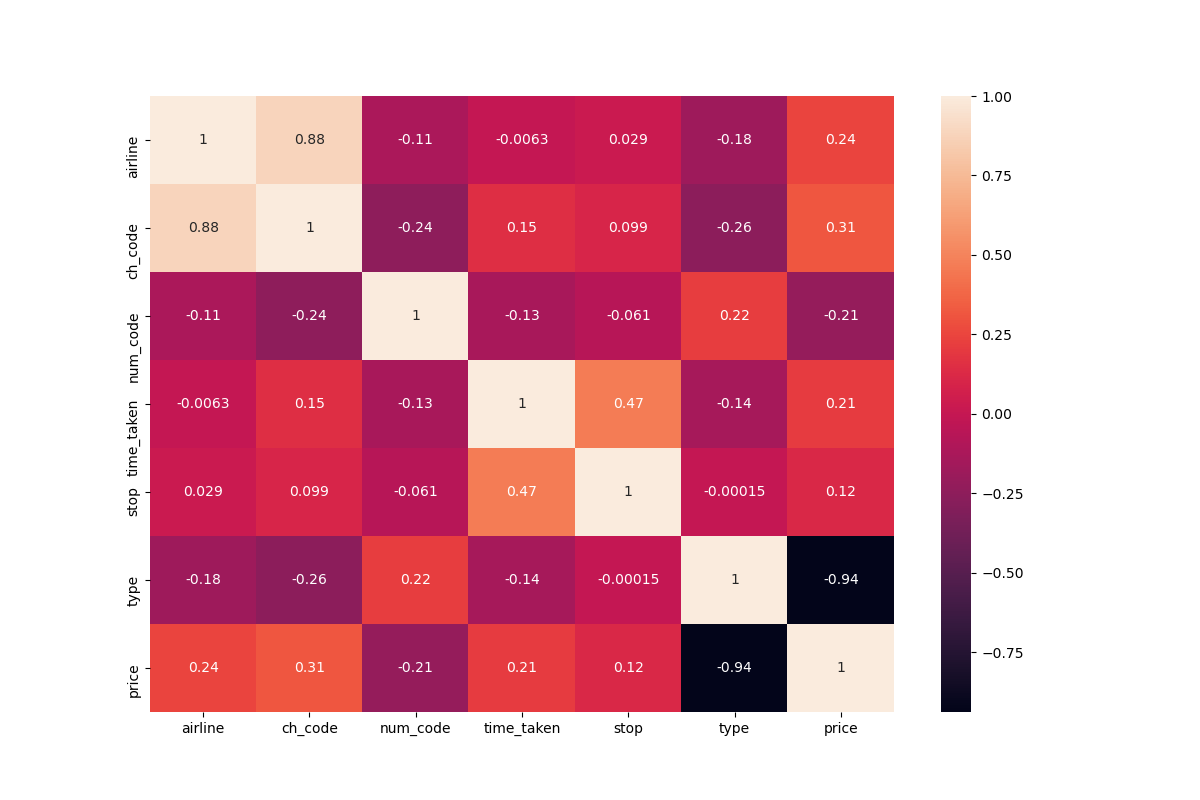 airline 1 0.88 -0.11 -0.0063 0.029 -0.18 0.24
ch_code 0.88 1 -0.24 0.15 0.099 -0.26 0.31
num_code -0.11 -0.24 1 -0.13 -0.061 0.22 -0.21
time_taken -0.0063 0.15 -0.13 1 0.47 -0.14 0.21
stop 0.029 0.099 -0.061 0.47 1 -0.00015 0.12
type -0.18 -0.26 0.22 -0.14 -0.00015 1 -0.94
price 0.24 0.31 -0.21 0.21 0.12 -0.94 1
airline ch_code num_code time_taken stop type price
1.00
0.75
0.50
0.25
0.00
−0.25
−0.50
−0.75